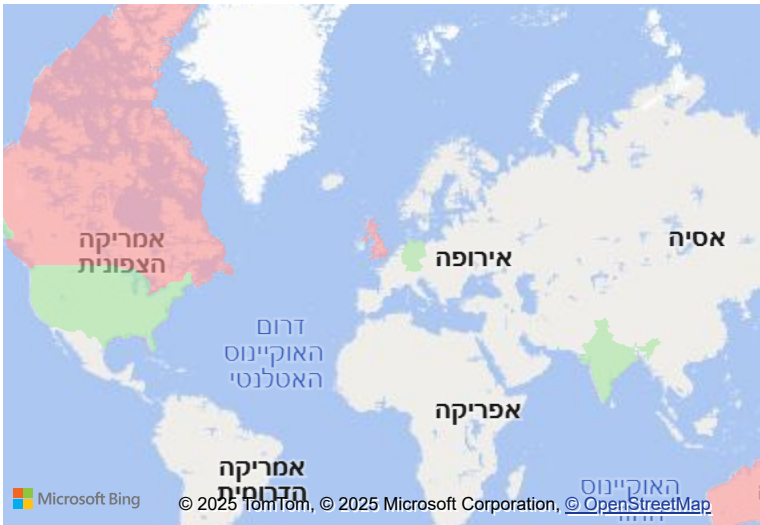 אמריקה
הצפונית
אסיה
אירופה
דרום
האוקיינוס
האטלנטי
אפריקה
אמריקה
הדרומית
האוקיינוס
Microsoft Bing
© 2025 TomTom, © 2025 Microsoft Corporation, © OpenStreetMap